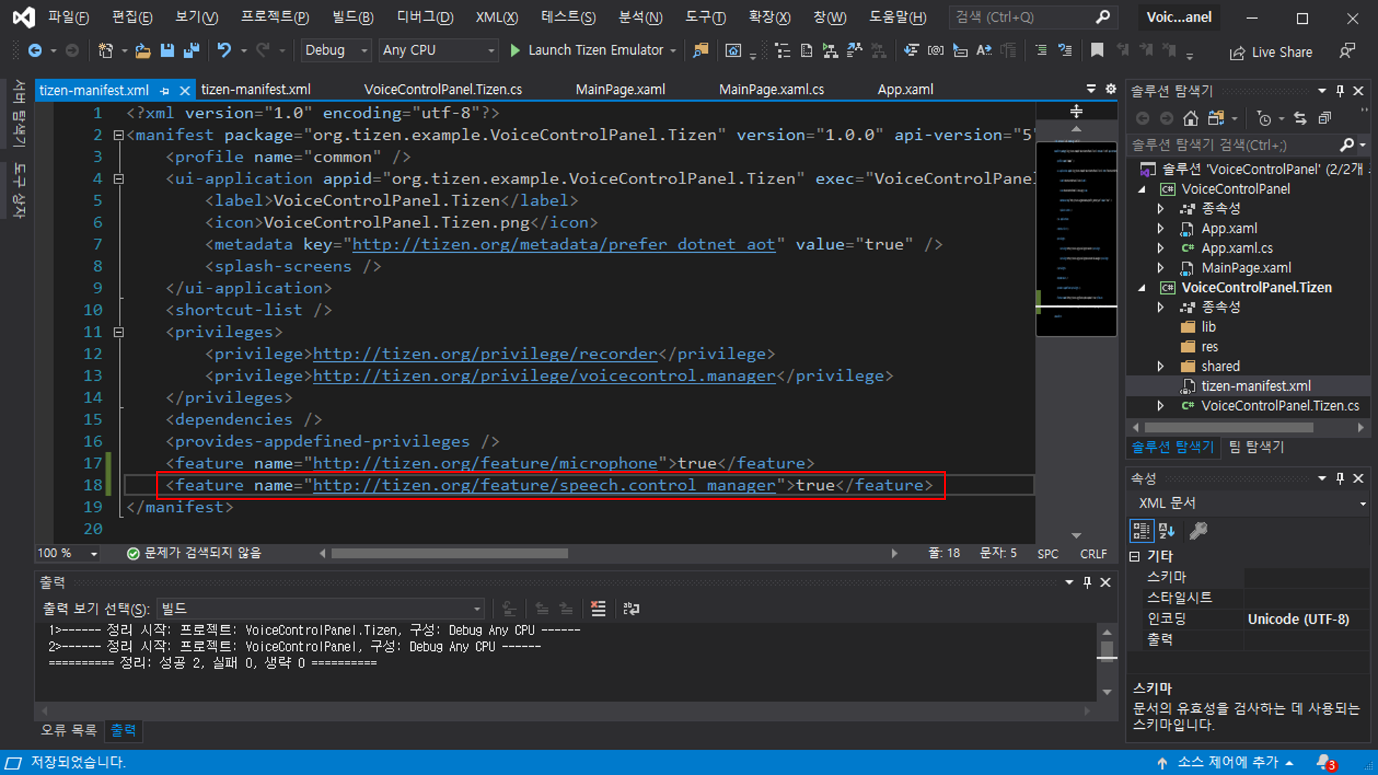 파일(F) 편집(E) 보기(V) 프로젝트(P) 빌드(B) 디버그(D) XML(X) 테스트(S) 분석(N) 도구(T) 확장(X) 창(W) 도움말(H) 검색 (Ctrl+Q) Voic...anel
Debug Any CPU Launch Tizen Emulator Live Share
서버 탐색기
도구 상자
tizen-manifest.xml tizen-manifest.xml VoiceControlPanel.Tizen.cs MainPage.xaml MainPage.xaml.cs App.xaml
1 <?xml version="1.0" encoding="utf-8"?>
2 <manifest package="org.tizen.example.VoiceControlPanel.Tizen" version="1.0.0" api-version="5"
3 <profile name="common" />
4 <ui-application appid="org.tizen.example.VoiceControlPanel.Tizen" exec="VoiceControlPanel
5 <label>VoiceControlPanel.Tizen</label>
6 <icon>VoiceControlPanel.Tizen.png</icon>
7 <metadata key="http://tizen.org/metadata/prefer_dotnet_aot" value="true" />
8 <splash-screens />
9 </ui-application>
10 <shortcut-list />
11 <privileges>
12 <privilege>http://tizen.org/privilege/recorder</privilege>
13 <privilege>http://tizen.org/privilege/voicecontrol.manager</privilege>
14 </privileges>
15 <dependencies />
16 <provides-appdefined-privileges />
17 <feature name="http://tizen.org/feature/microphone">true</feature>
18 <feature name="http://tizen.org/feature/speech.control_manager">true</feature>
19 </manifest>
20
100 % 문제가 검색되지 않음 줄: 18 문자: 5 SPC CRLF
출력
출력 보기 선택(S): 빌드
1>------ 정리 시작: 프로젝트: VoiceControlPanel.Tizen, 구성: Debug Any CPU ------
2>------ 정리 시작: 프로젝트: VoiceControlPanel, 구성: Debug Any CPU ------
========== 정리: 성공 2, 실패 0, 생략 0 ==========
오류 목록 출력
솔루션 탐색기
솔루션 탐색기 검색(Ctrl+;)
솔루션 'VoiceControlPanel' (2/2개
VoiceControlPanel
종속성
App.xaml
App.xaml.cs
MainPage.xaml
VoiceControlPanel.Tizen
종속성
lib
res
shared
tizen-manifest.xml
VoiceControlPanel.Tizen.cs
솔루션 탐색기 팀 탐색기
속성
XML 문서
기타
스키마
스타일시트
인코딩 Unicode (UTF-8)
출력
스키마
문서의 유효성을 검사하는 데 사용되는
스키마입니다.
저장되었습니다. 소스 제어에 추가 3